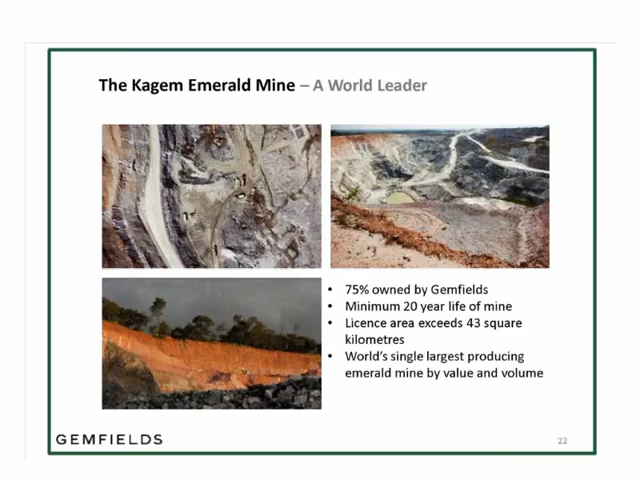 The Kagem Emerald Mine – A World Leader
• 75% owned by Gemfields
• Minimum 20 year life of mine
• Licence area exceeds 43 square
kilometres
• World's single largest producing
emerald mine by value and volume
GEMFIELDS
22